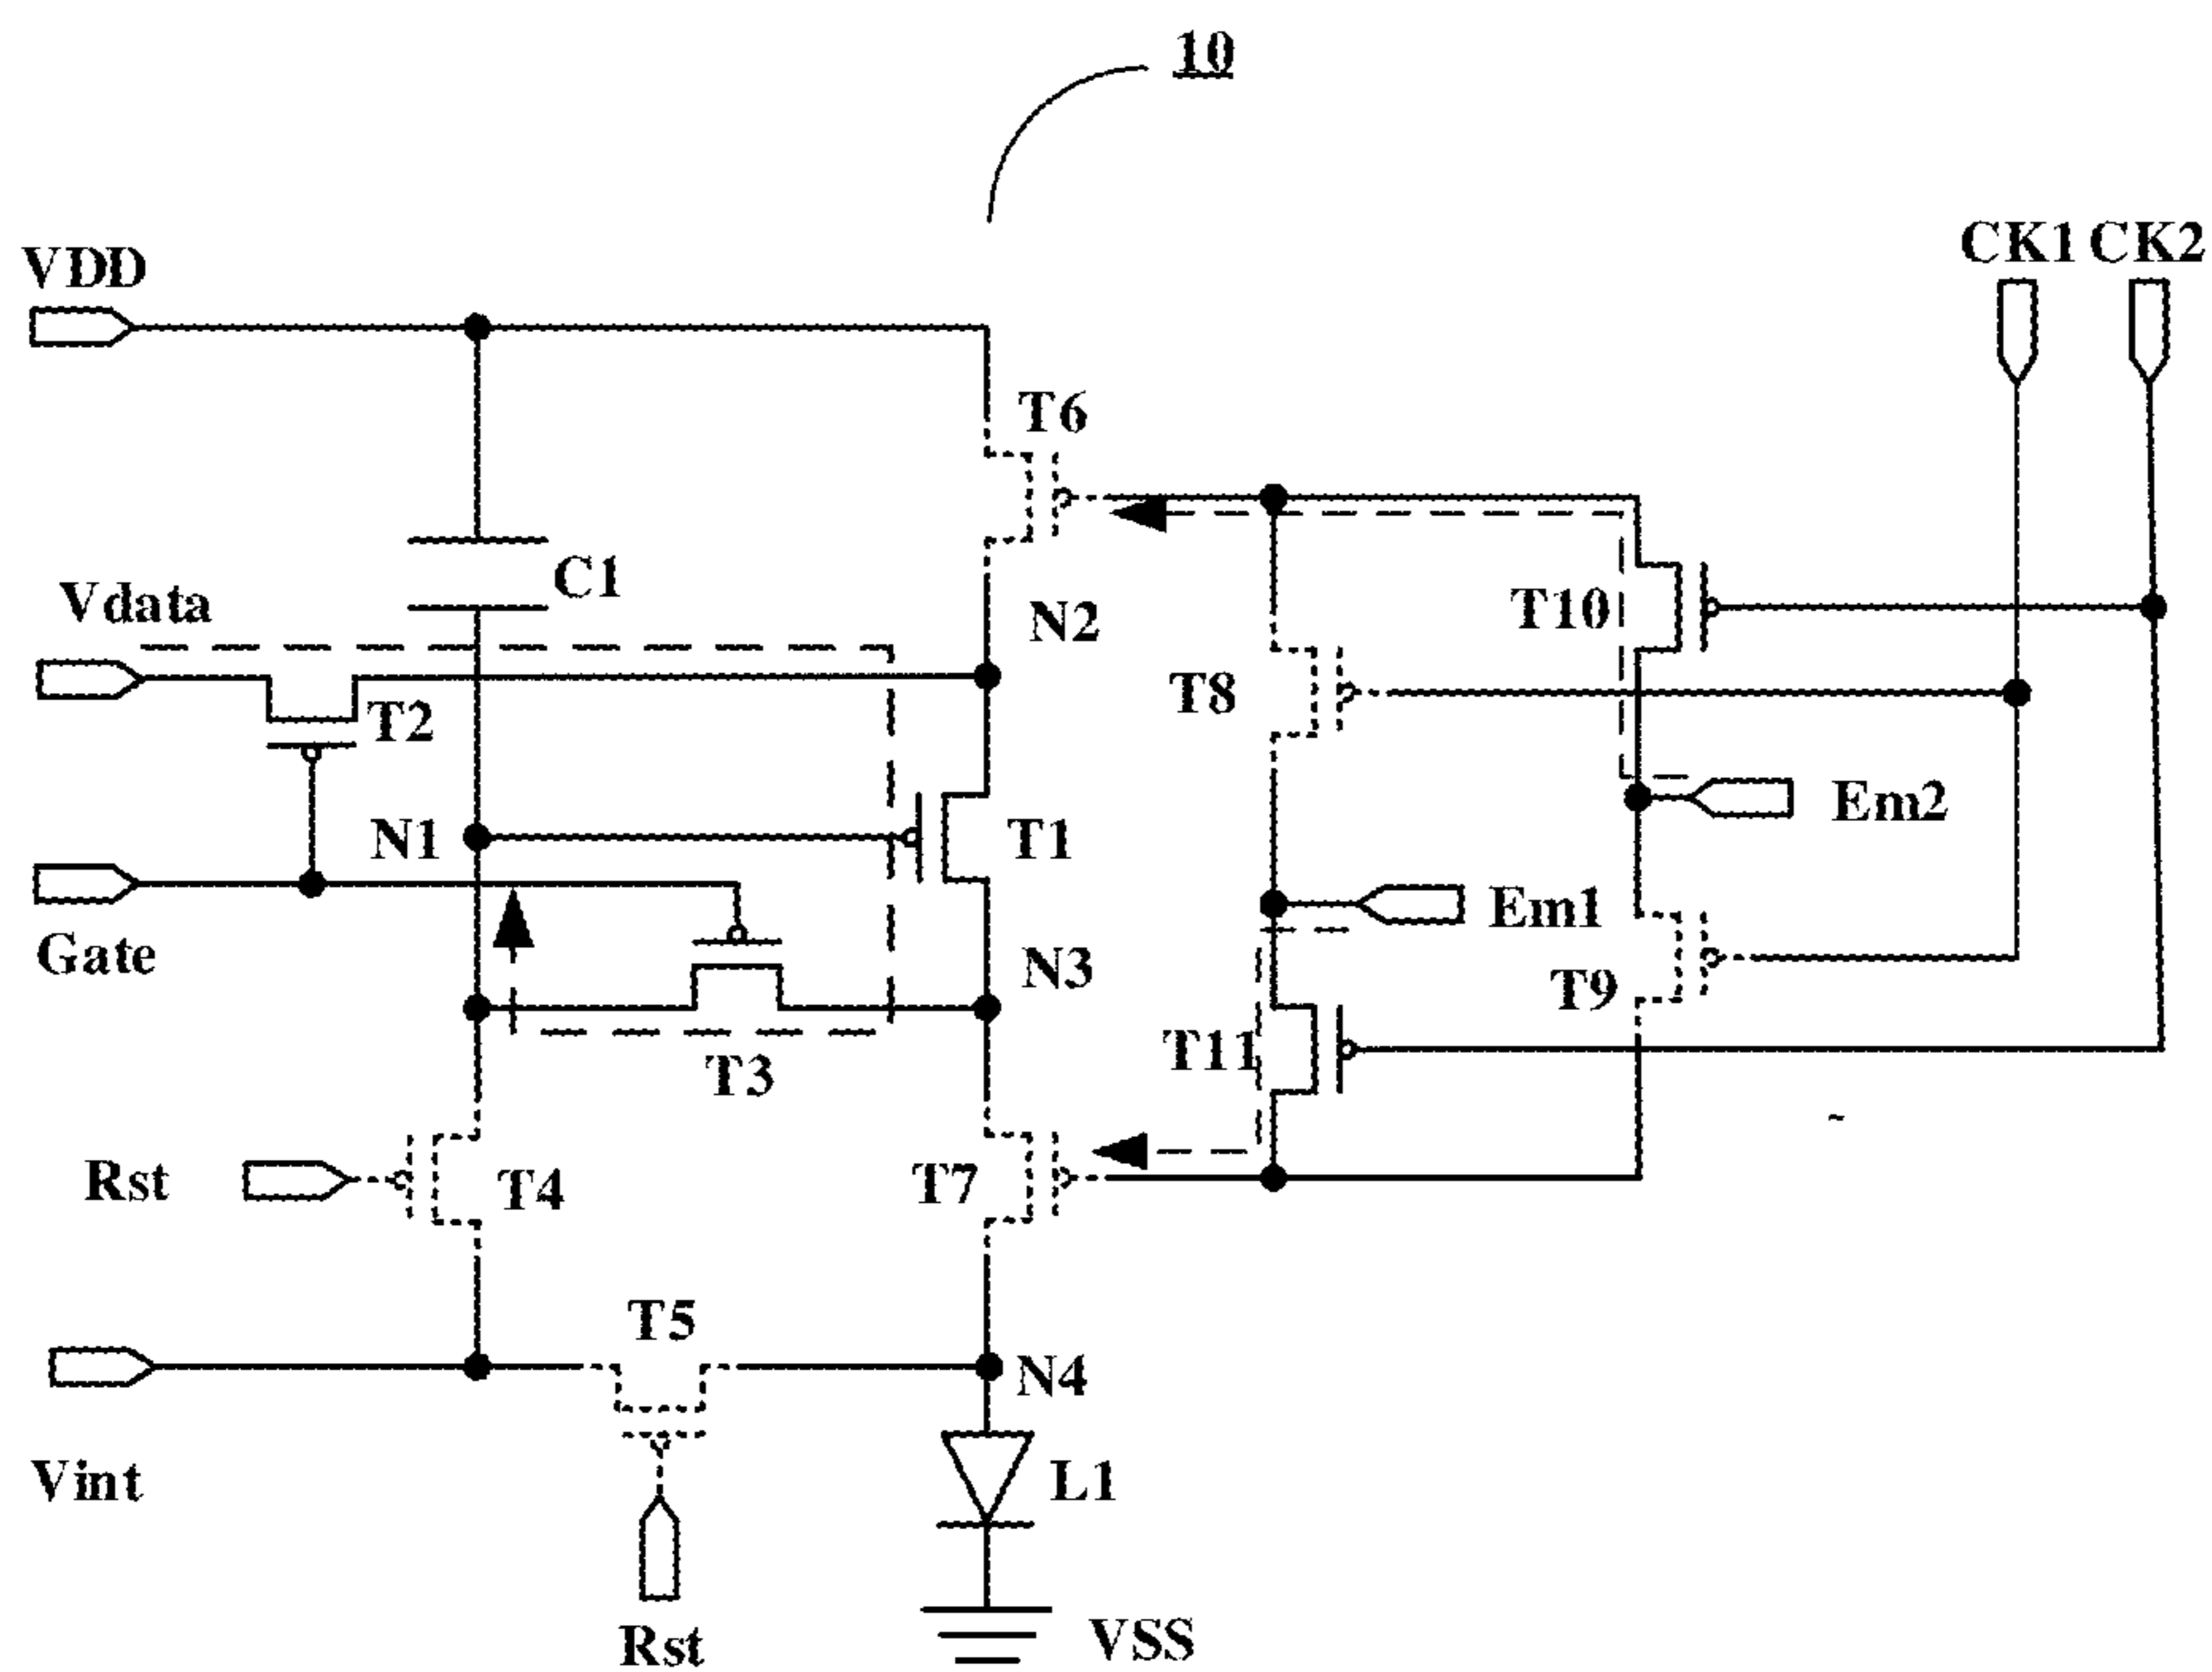 10
CK1 CK2
VDD
T6
C1
Vdata
N2
T10
T2
T8
Em2
N1
T1
Em1
Gate
N3
T9
T11
T3
Rst
T4
T7
T5
N4
Vint
L1
Rst
VSS